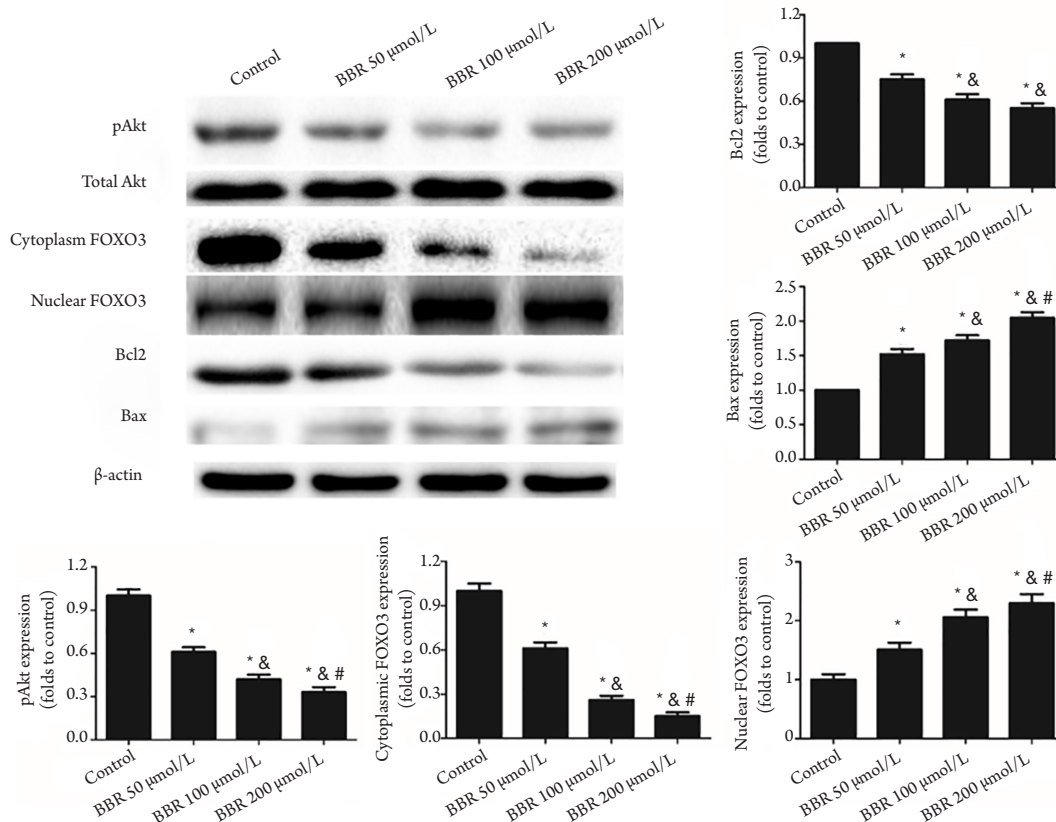 Control
BBR 50 μmol/L
BBR 100 μmol/L
BBR 200 μmol/L
pAkt
Total Akt
Cytoplasm FOXO3
Nuclear FOXO3
Bcl2
Bax
β-actin
Bcl2 expression
(folds to control)
1.2
0.9
0.6
0.3
0.0
*
* &
* &
Control
BBR 50 μmol/L
BBR 100 μmol/L
BBR 200 μmol/L
Bax expression
(folds to control)
2.5
2.0
1.5
1.0
0.5
0.0
*
* &
* & #
Control
BBR 50 μmol/L
BBR 100 μmol/L
BBR 200 μmol/L
pAkt expression
(folds to control)
1.2
0.9
0.6
0.3
0.0
*
* &
* & #
Control
BBR 50 μmol/L
BBR 100 μmol/L
BBR 200 μmol/L
Cytoplasmic FOXO3 expression
(folds to control)
1.2
0.9
0.6
0.3
0.0
*
* &
* & #
Control
BBR 50 μmol/L
BBR 100 μmol/L
BBR 200 μmol/L
Nuclear FOXO3 expression
(folds to control)
3
2
1
0
*
* &
* & #
Control
BBR 50 μmol/L
BBR 100 μmol/L
BBR 200 μmol/L